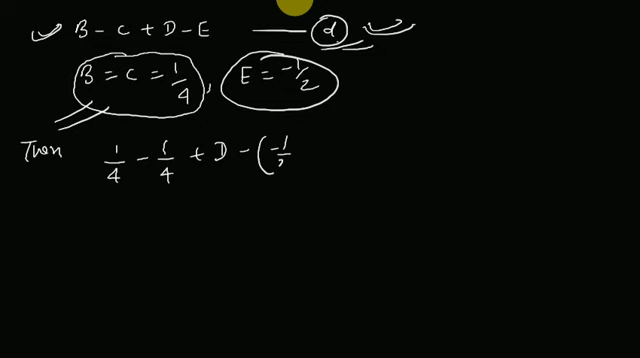 B - C + D - E — (d)
B = C = 1/4 , E = -1/2
Then 1/4 - 1/4 + D - (-1/2